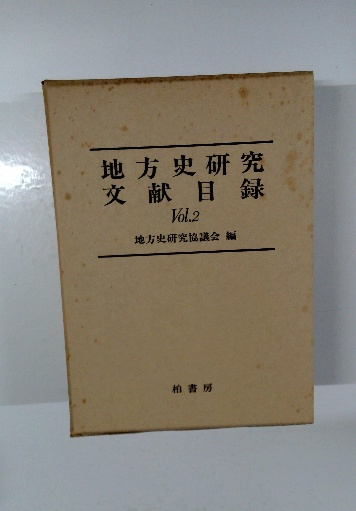 地方史研究
文献目録
Vol.2
地方史研究協議会 編
柏書房